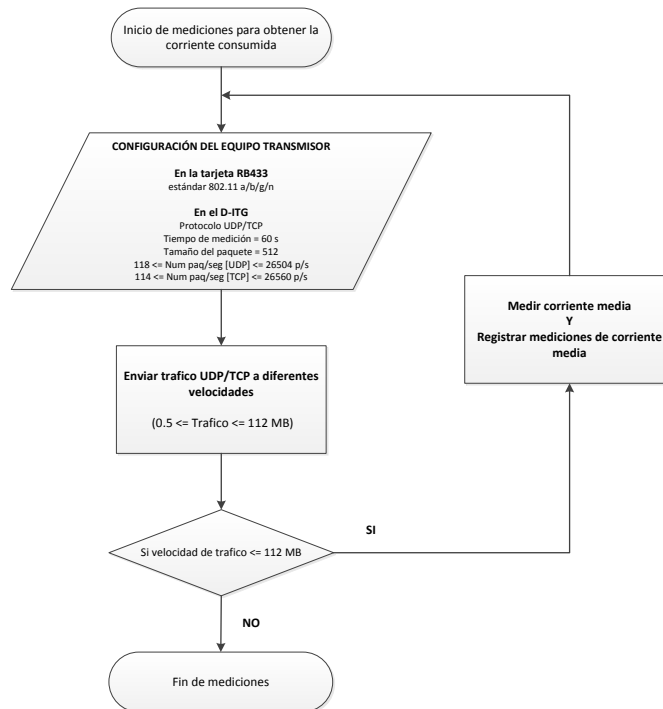 Inicio de mediciones para obtener la
corriente consumida
CONFIGURACIÓN DEL EQUIPO TRANSMISOR
En la tarjeta RB433
estándar 802.11 a/b/g/n
En el D-ITG
Protocolo UDP/TCP
Tiempo de medición = 60 s
Tamaño del paquete = 512
118 <= Num paq/seg [UDP] <= 26504 p/s
114 <= Num paq/seg [TCP] <= 26560 p/s
Medir corriente media
Y
Registrar mediciones de corriente
media
Enviar trafico UDP/TCP a diferentes
velocidades
(0.5 <= Trafico <= 112 MB)
SI
Si velocidad de trafico <= 112 MB
NO
Fin de mediciones